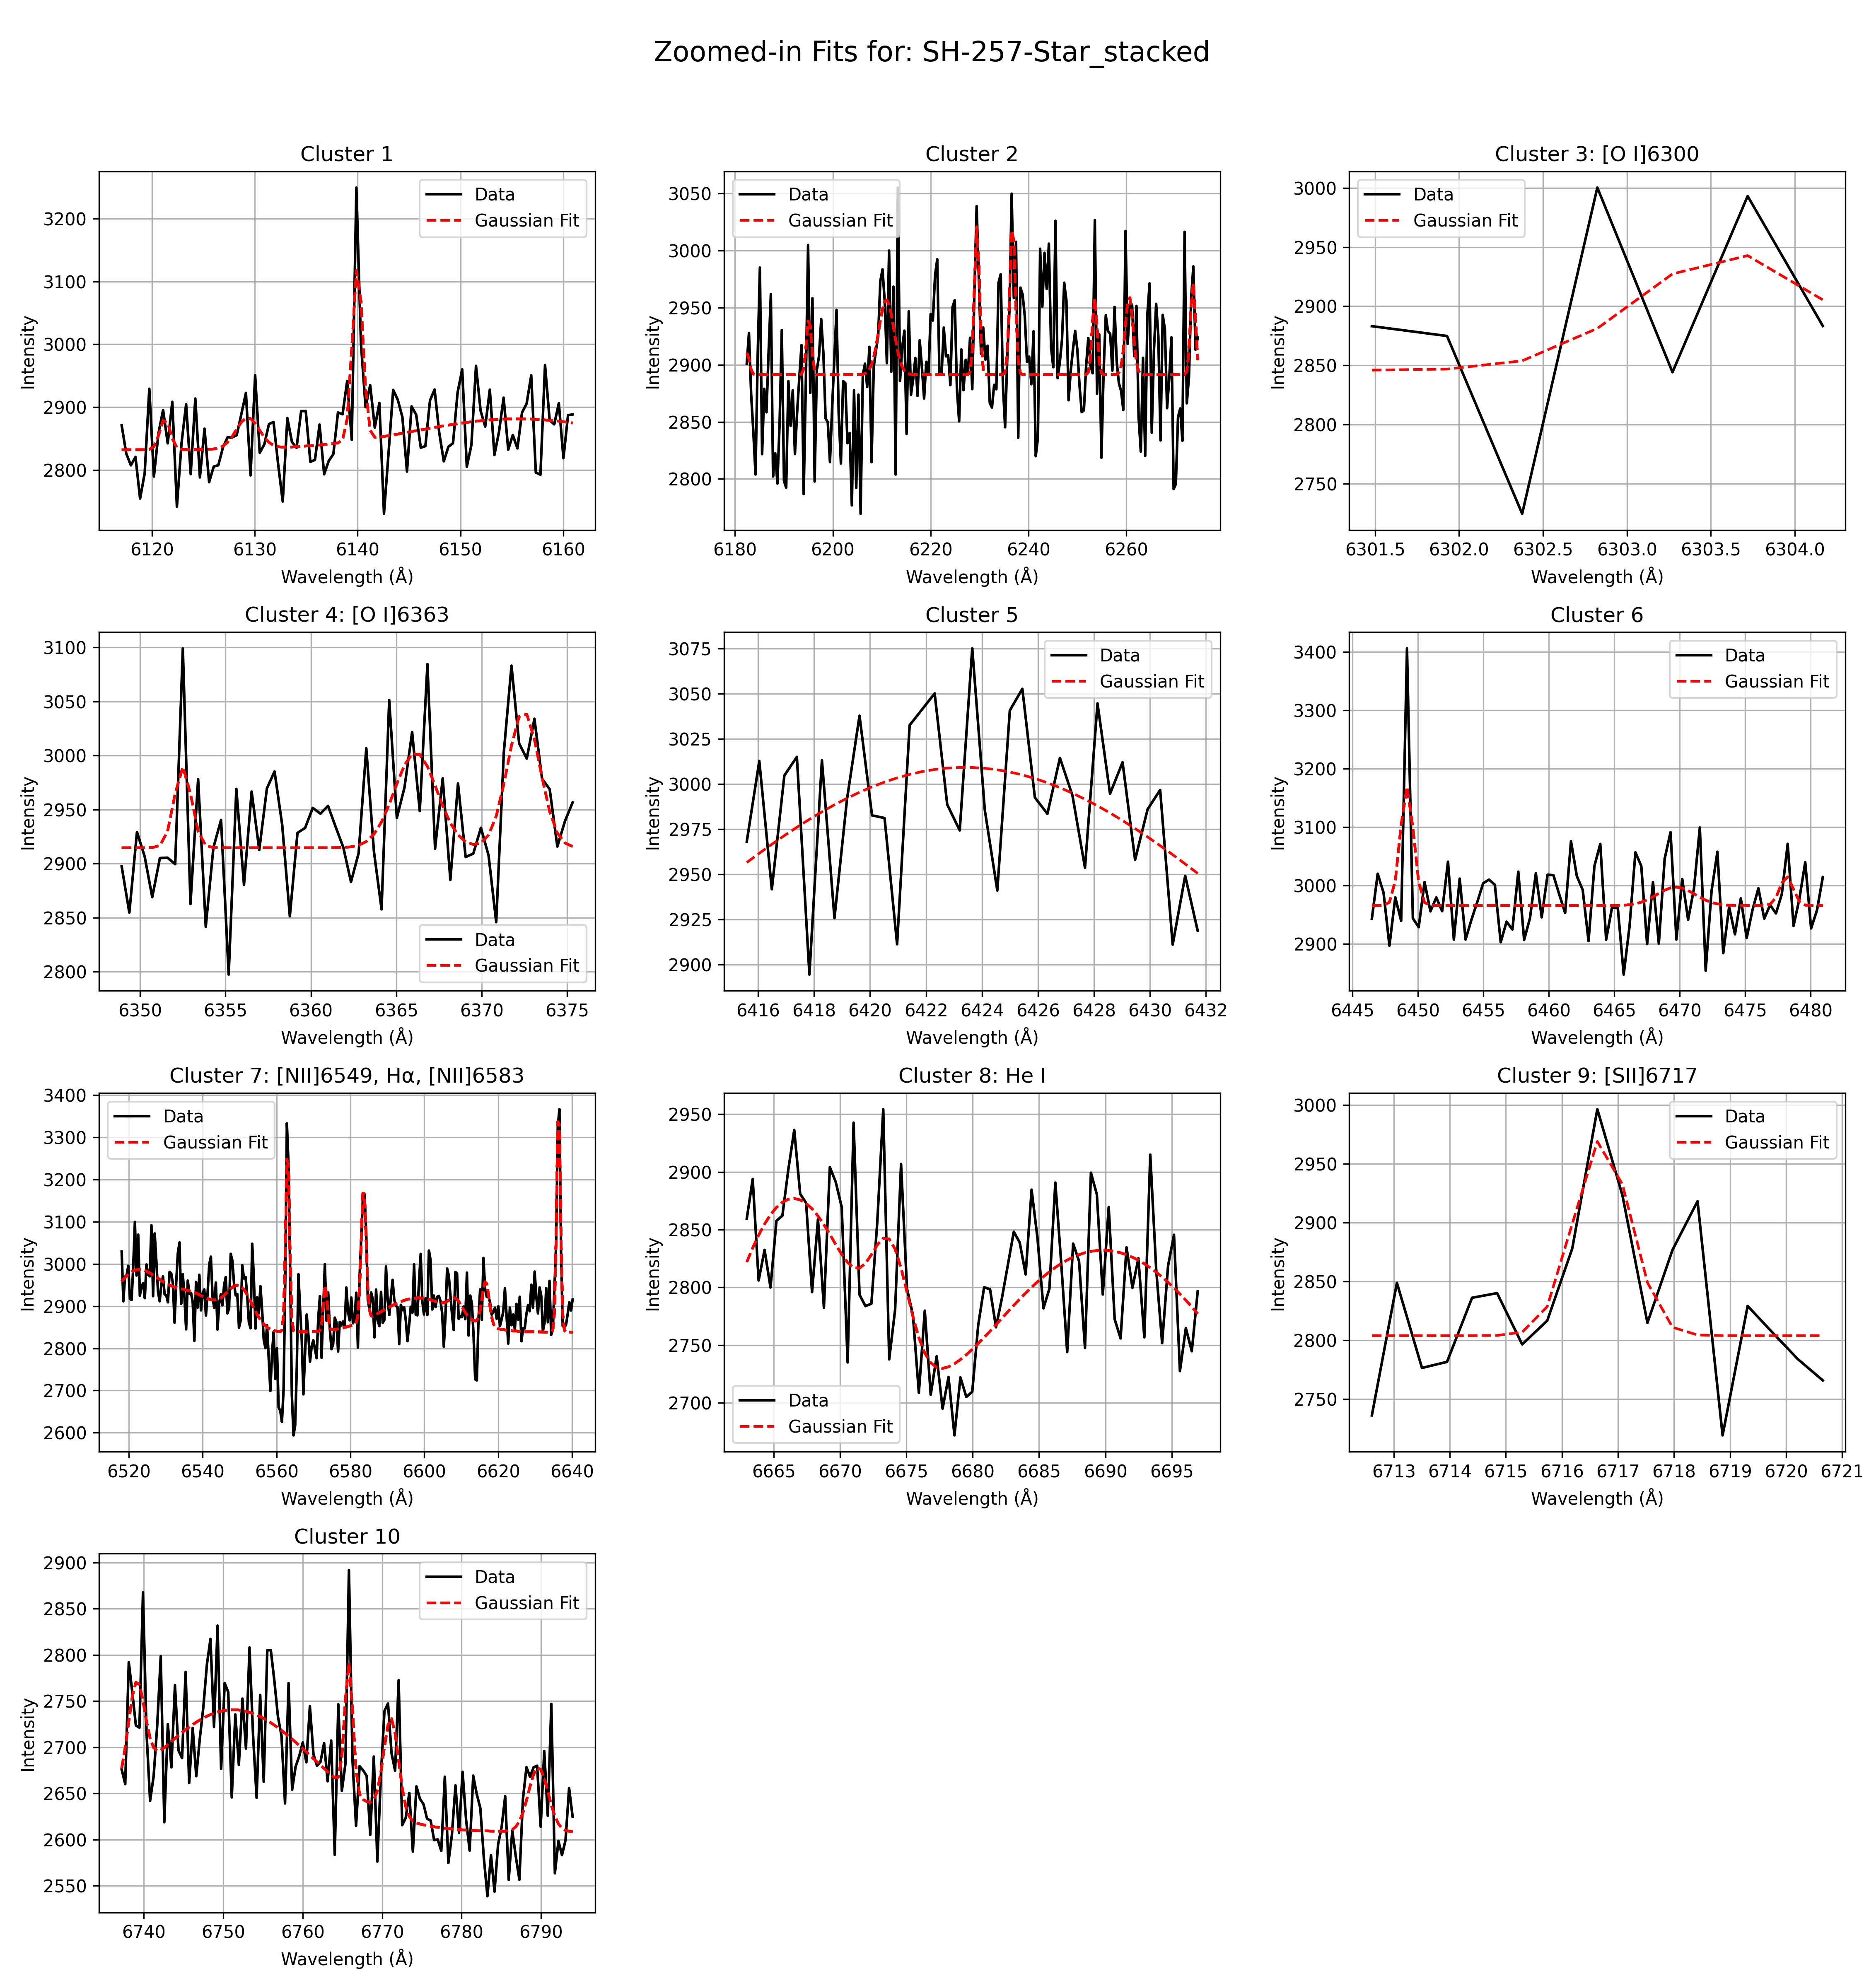 Zoomed-in Fits for: SH-257-Star_stacked
Cluster 1
Data
Gaussian Fit
Intensity
3200
3100
3000
2900
2800
6120 6130 6140 6150 6160
Wavelength (Å)
Cluster 2
Data
Gaussian Fit
Intensity
3050
3000
2950
2900
2850
2800
6180 6200 6220 6240 6260
Wavelength (Å)
Cluster 3: [O I]6300
Data
Gaussian Fit
Intensity
3000
2950
2900
2850
2800
2750
6301.5 6302.0 6302.5 6303.0 6303.5 6304.0
Wavelength (Å)
Cluster 4: [O I]6363
Data
Gaussian Fit
Intensity
3100
3050
3000
2950
2900
2850
2800
6350 6355 6360 6365 6370 6375
Wavelength (Å)
Cluster 5
Data
Gaussian Fit
Intensity
3075
3050
3025
3000
2975
2950
2925
2900
6416 6418 6420 6422 6424 6426 6428 6430 6432
Wavelength (Å)
Cluster 6
Data
Gaussian Fit
Intensity
3400
3300
3200
3100
3000
2900
6445 6450 6455 6460 6465 6470 6475 6480
Wavelength (Å)
Cluster 7: [NII]6549, Hα, [NII]6583
Data
Gaussian Fit
Intensity
3400
3300
3200
3100
3000
2900
2800
2700
2600
6520 6540 6560 6580 6600 6620 6640
Wavelength (Å)
Cluster 8: He I
Data
Gaussian Fit
Intensity
2950
2900
2850
2800
2750
2700
6665 6670 6675 6680 6685 6690 6695
Wavelength (Å)
Cluster 9: [SII]6717
Data
Gaussian Fit
Intensity
3000
2950
2900
2850
2800
2750
6713 6714 6715 6716 6717 6718 6719 6720 6721
Wavelength (Å)
Cluster 10
Data
Gaussian Fit
Intensity
2900
2850
2800
2750
2700
2650
2600
2550
6740 6750 6760 6770 6780 6790
Wavelength (Å)